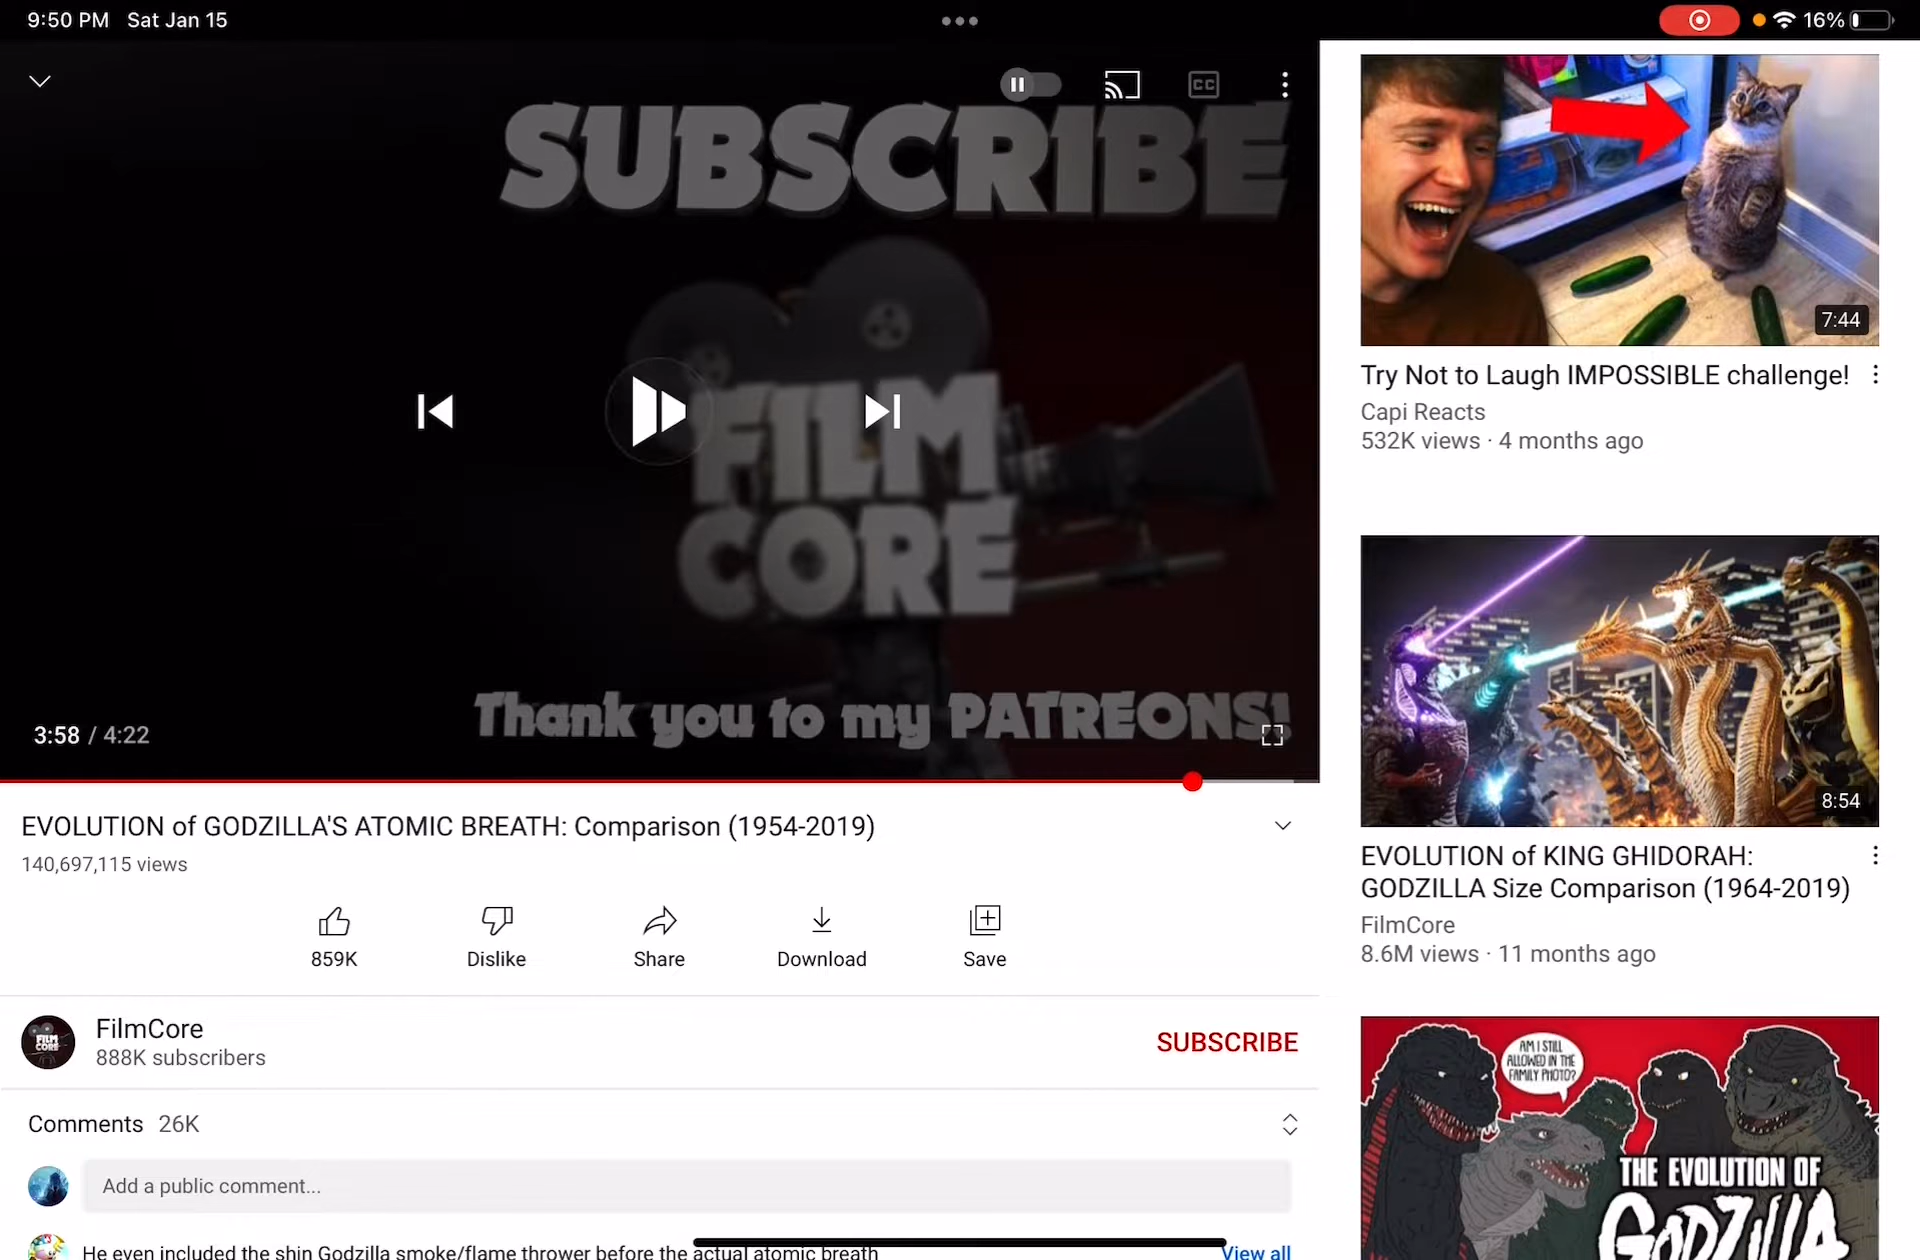 9:50 PM Sat Jan 15
16%
CC
SUBSCRIBE
FILM
CORE
Thank you to my PATREONS!
3:58 / 4:22
EVOLUTION of GODZILLA'S ATOMIC BREATH: Comparison (1954-2019)
140,697,115 views
859K
Dislike
Share
Download
Save
FILM
CORE
FilmCore
888K subscribers
SUBSCRIBE
Comments 26K
Add a public comment...
He even included the shin Godzilla smoke/flame thrower before the actual atomic breath
View all
7:44
Try Not to Laugh IMPOSSIBLE challenge!
Capi Reacts
532K views · 4 months ago
8:54
EVOLUTION of KING GHIDORAH:
GODZILLA Size Comparison (1964-2019)
FilmCore
8.6M views · 11 months ago
AM I STILL
ALLOWED IN THE
FAMILY PHOTO?
THE EVOLUTION OF
GODZILLA